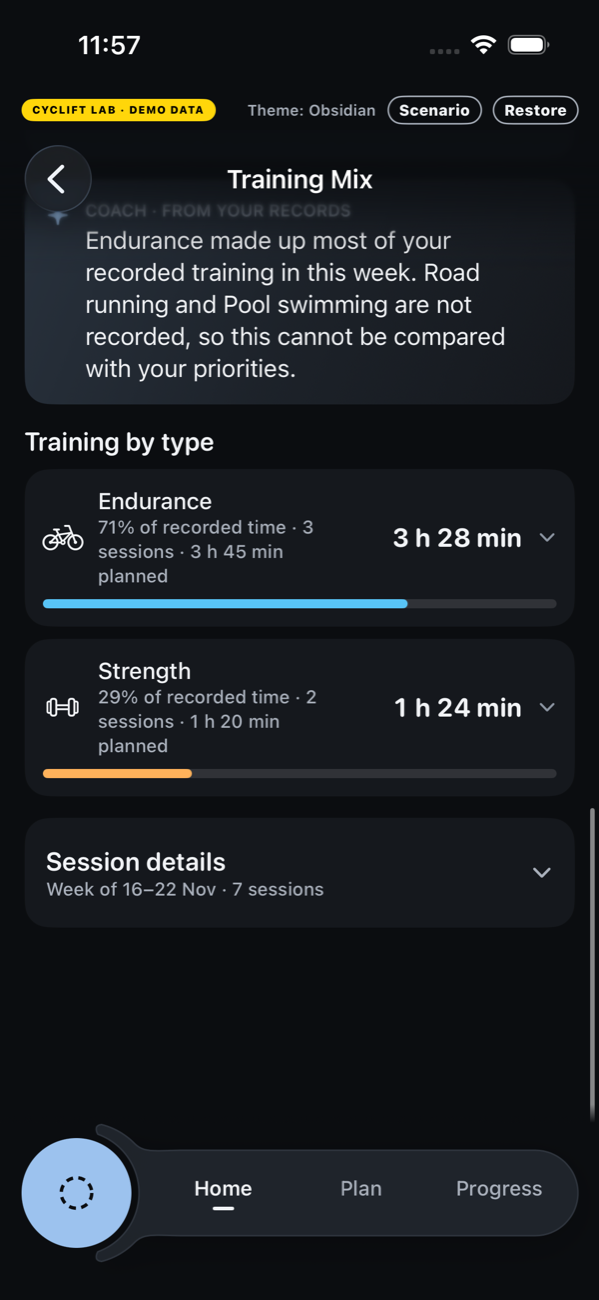 11:57
CYCLIFT LAB · DEMO DATA
Theme: Obsidian
Scenario
Restore
Training Mix
COACH · FROM YOUR RECORDS
Endurance made up most of your
recorded training in this week. Road
running and Pool swimming are not
recorded, so this cannot be compared
with your priorities.
Training by type
Endurance
71% of recorded time · 3
sessions · 3 h 45 min
planned
3 h 28 min
Strength
29% of recorded time · 2
sessions · 1 h 20 min
planned
1 h 24 min
Session details
Week of 16–22 Nov · 7 sessions
Home
Plan
Progress